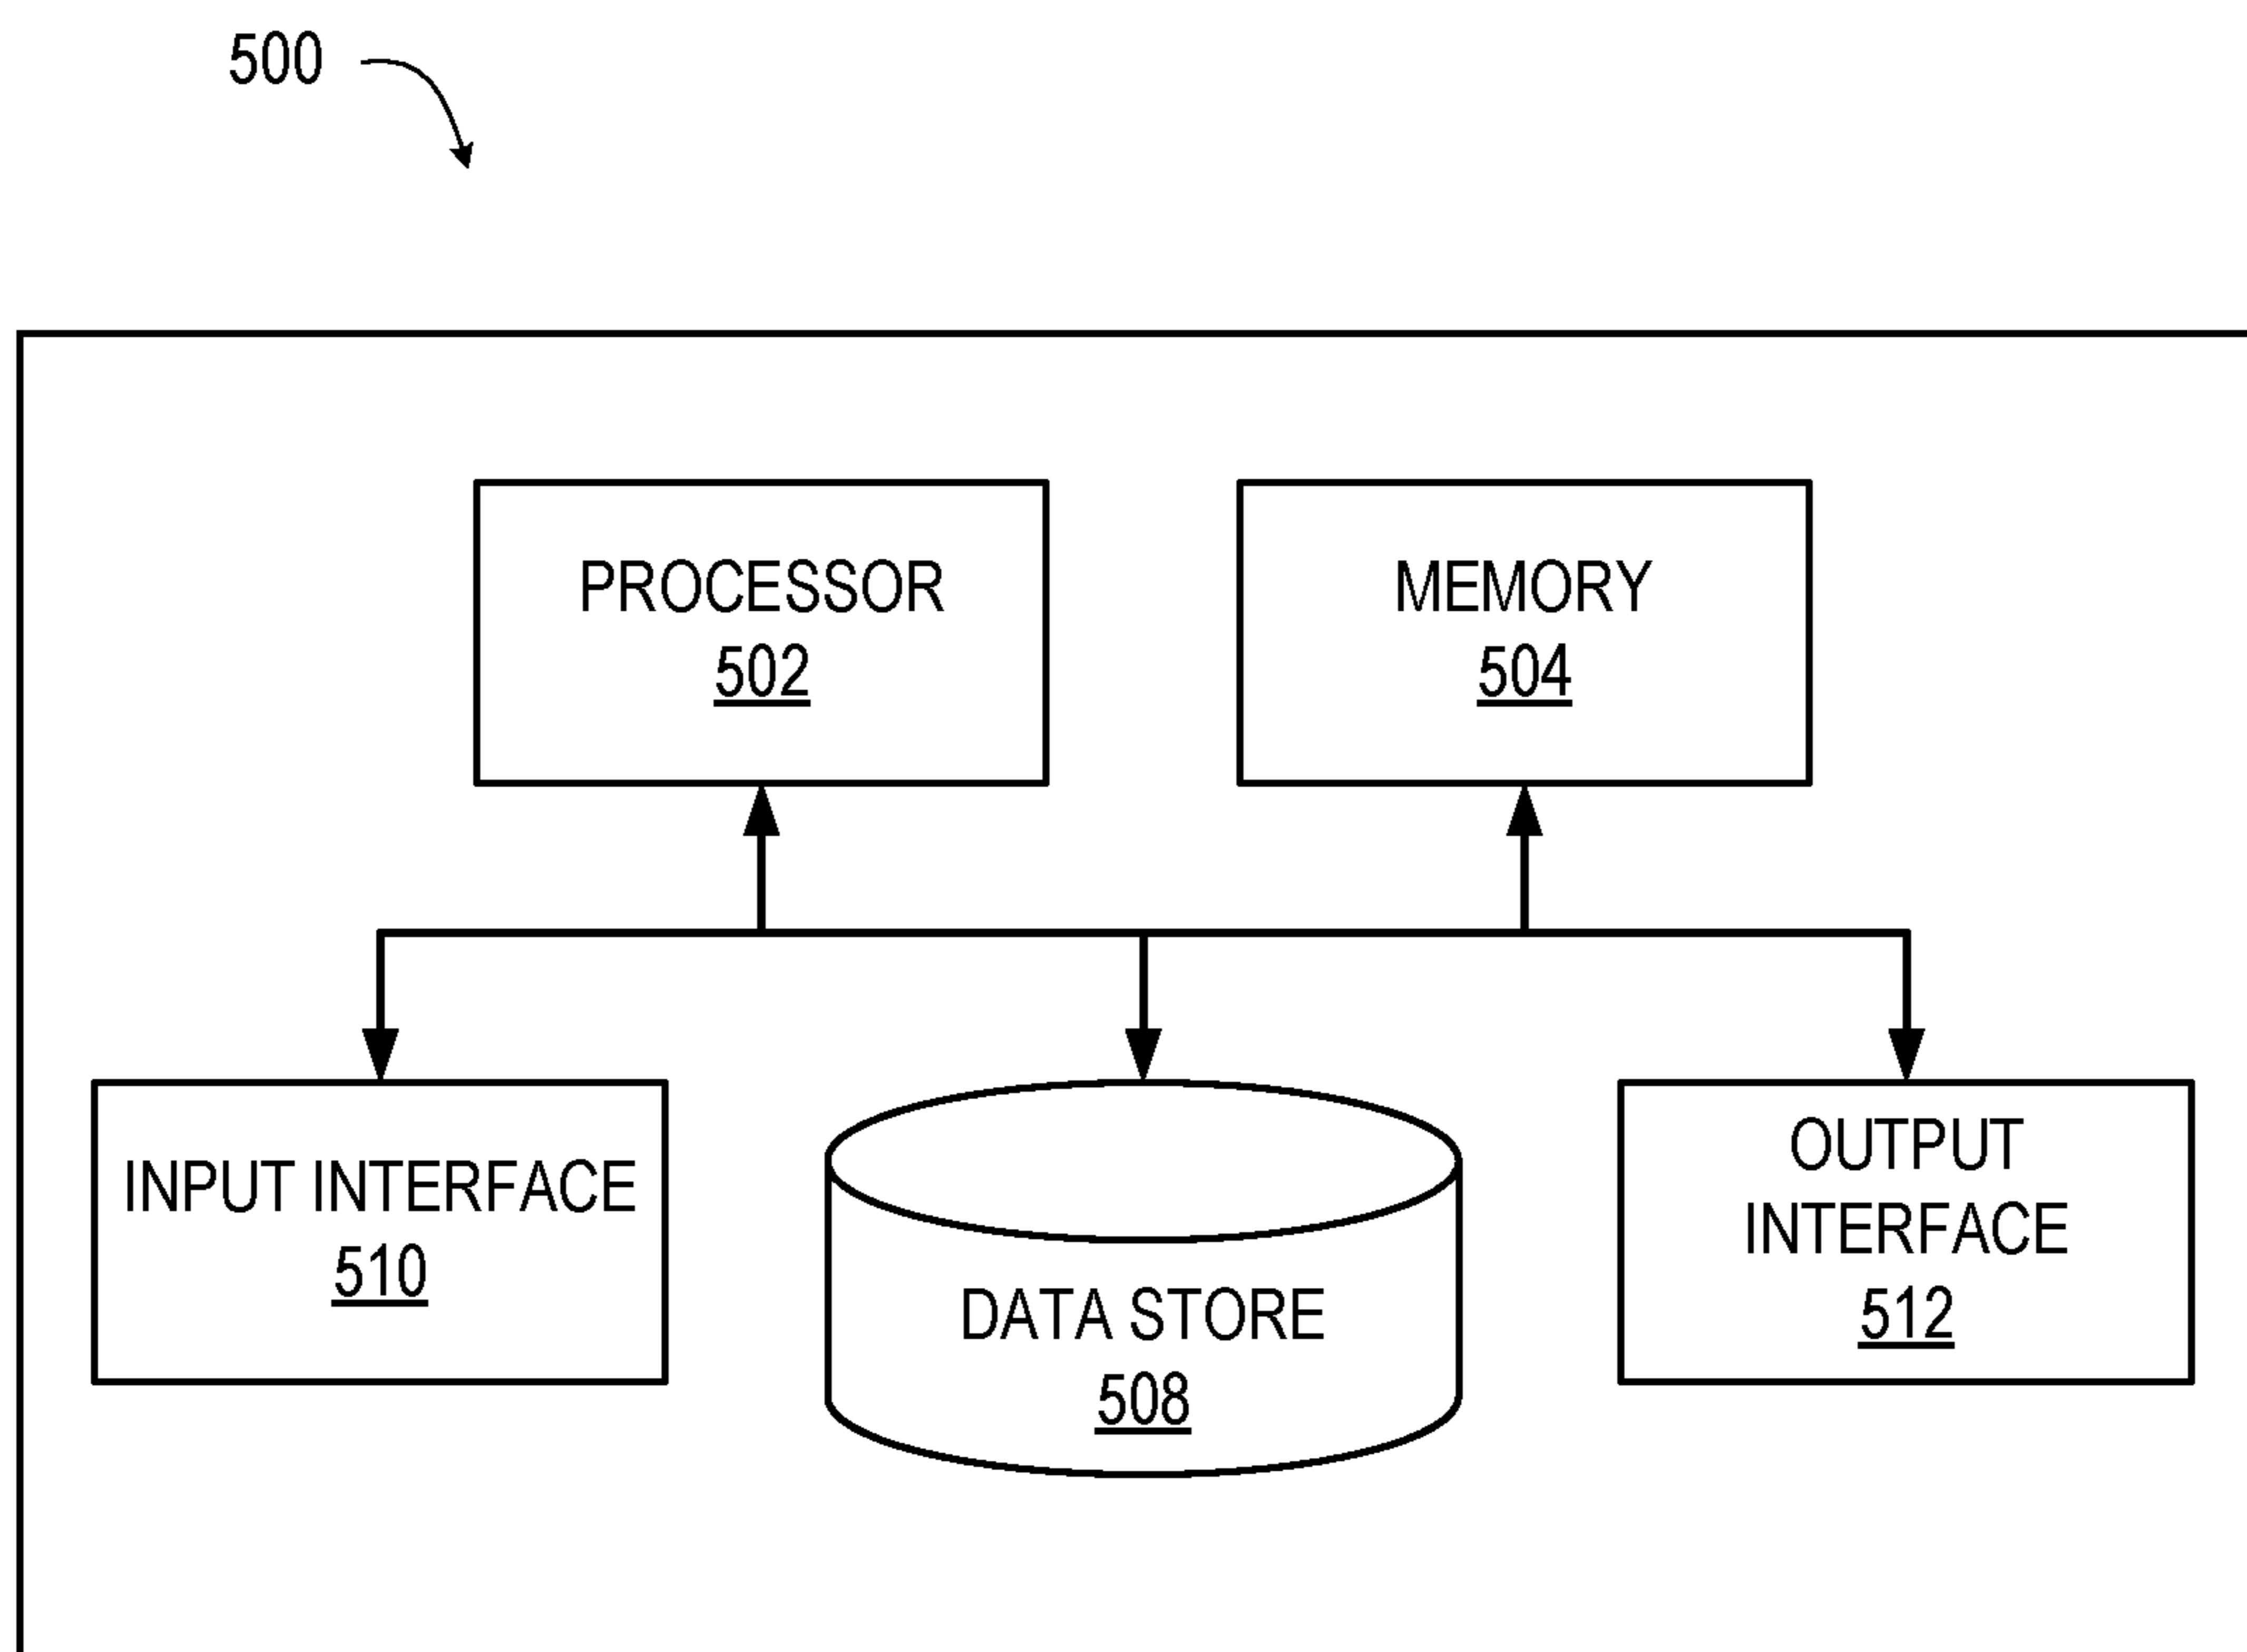 500
PROCESSOR
502
MEMORY
504
INPUT INTERFACE
510
DATA STORE
508
OUTPUT
INTERFACE
512